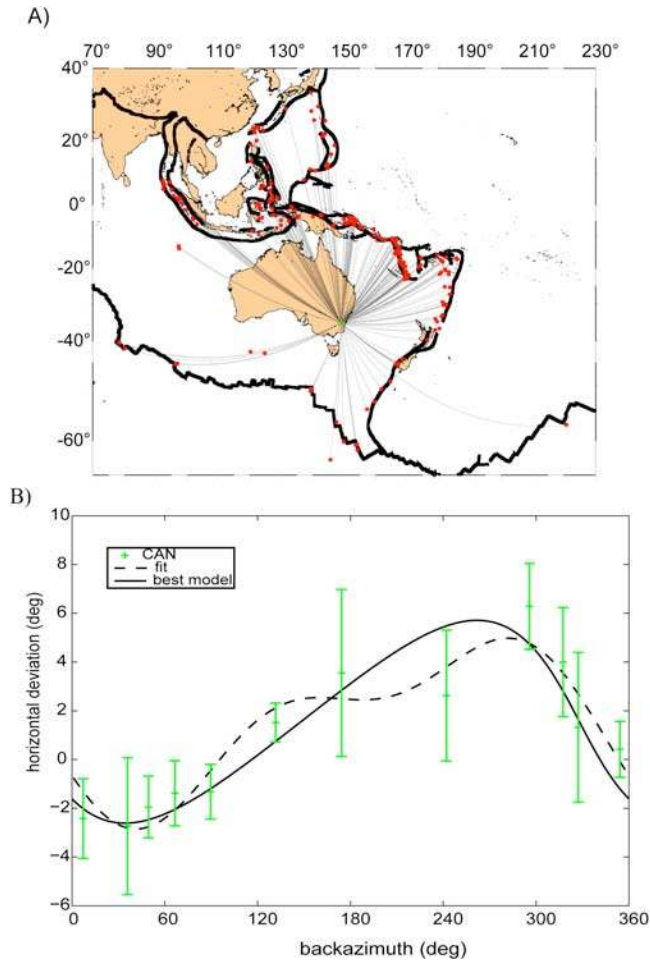 A)
70° 90° 110° 130° 150° 170° 190° 210° 230°
40°
20°
0°
-20°
-40°
-60°
B)
10
8
6
4
2
0
−2
−4
−6
horizontal deviation (deg)
CAN
fit
best model
0 60 120 180 240 300 360
backazimuth (deg)